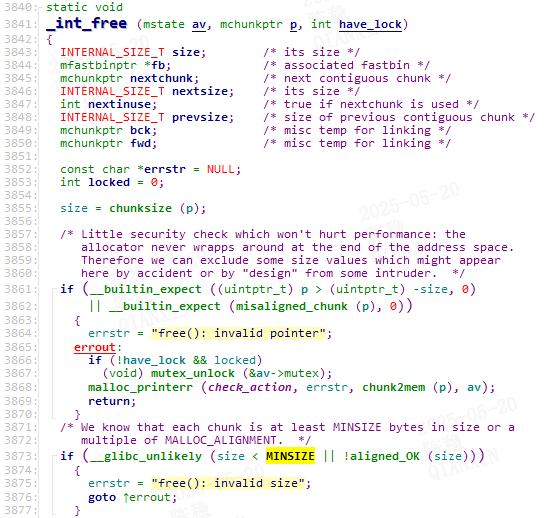 3840: static void
3841: _int_free (mstate av, mchunkptr p, int have_lock)
3842: {
3843:   INTERNAL_SIZE_T size;        /* its size */
3844:   mfastbinptr *fb;             /* associated fastbin */
3845:   mchunkptr nextchunk;         /* next contiguous chunk */
3846:   INTERNAL_SIZE_T nextsize;    /* its size */
3847:   int nextinuse;               /* true if nextchunk is used */
3848:   INTERNAL_SIZE_T prevsize;    /* size of previous contiguous chunk */
3849:   mchunkptr bck;               /* misc temp for linking */
3850:   mchunkptr fwd;               /* misc temp for linking */
3851:
3852:   const char *errstr = NULL;
3853:   int locked = 0;
3854:
3855:   size = chunksize (p);
3856:
3857:   /* Little security check which won't hurt performance: the
3858:      allocator never wrapps around at the end of the address space.
3859:      Therefore we can exclude some size values which might appear
3860:      here by accident or by "design" from some intruder.  */
3861:   if (__builtin_expect ((uintptr_t) p > (uintptr_t) -size, 0)
3862:       || __builtin_expect (misaligned_chunk (p), 0))
3863:     {
3864:       errstr = "free(): invalid pointer";
3865:     errout:
3866:       if (!have_lock && locked)
3867:         (void) mutex_unlock (&av->mutex);
3868:       malloc_printerr (check_action, errstr, chunk2mem (p), av);
3869:       return;
3870:     }
3871:   /* We know that each chunk is at least MINSIZE bytes in size or a
3872:      multiple of MALLOC_ALIGNMENT.  */
3873:   if (__glibc_unlikely (size < MINSIZE || !aligned_OK (size)))
3874:     {
3875:       errstr = "free(): invalid size";
3876:       goto ↑errout;
3877:     }
2025-05-20
2025-05-20